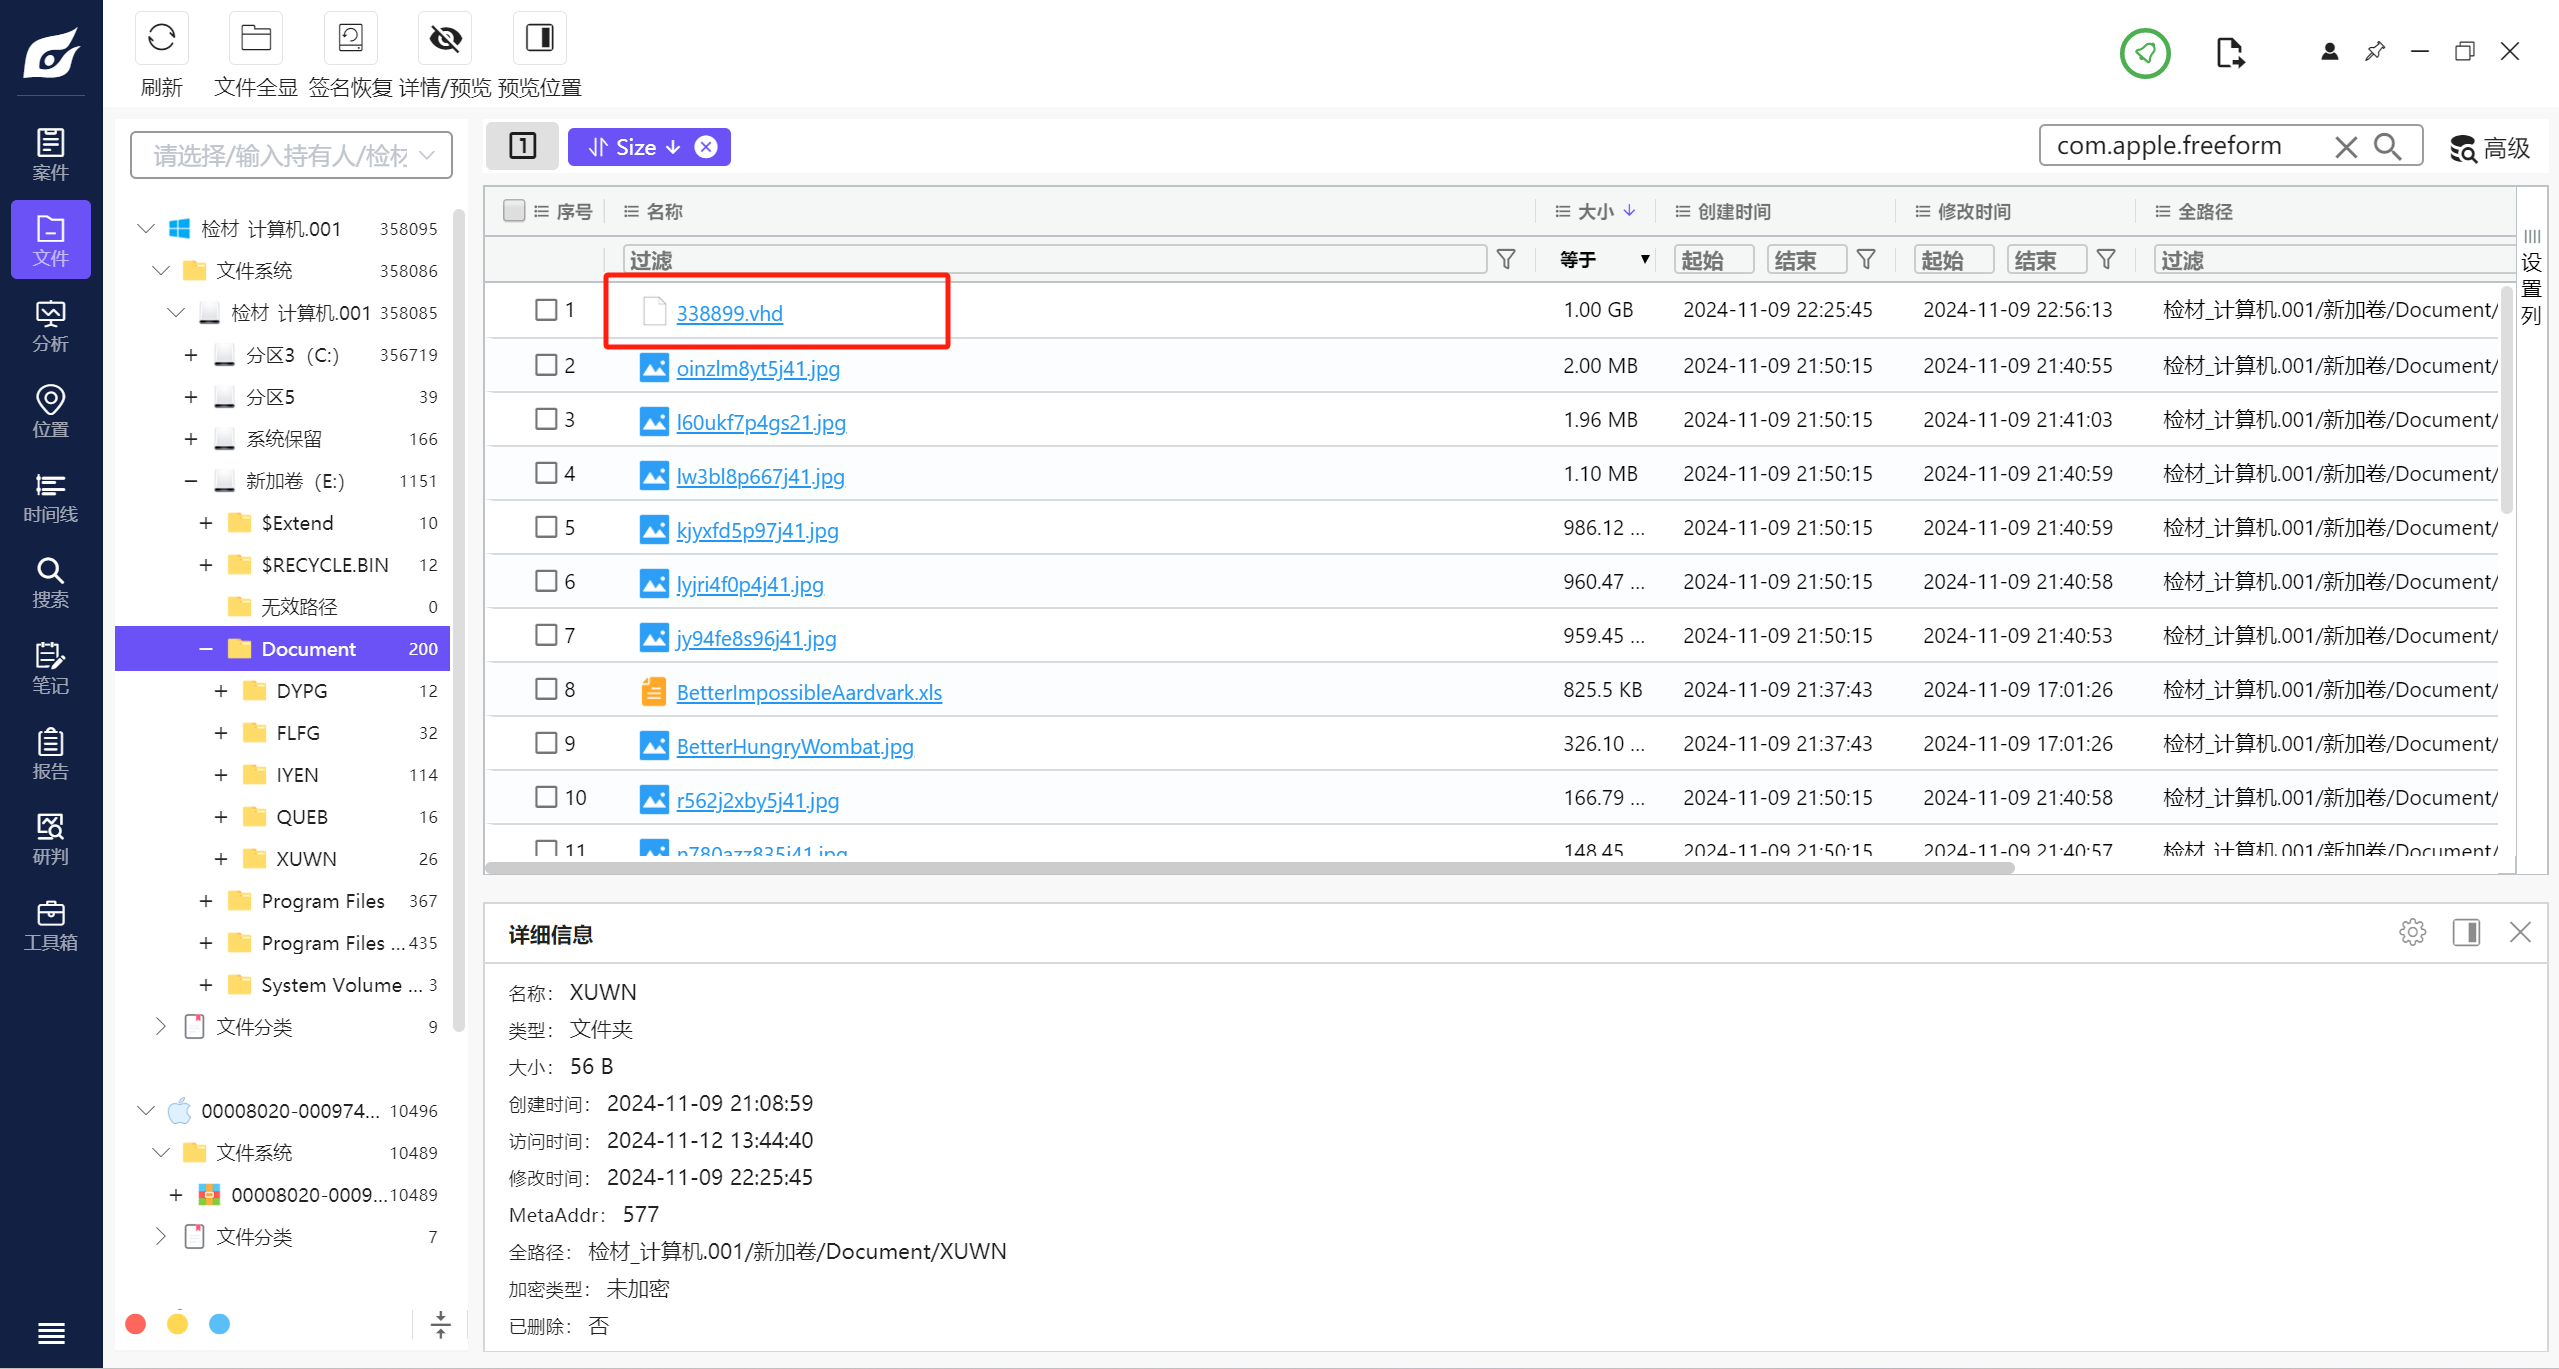 刷新
文件全显
签名恢复
详情/预览
预览位置
案件
文件
分析
位置
时间线
搜索
笔记
报告
研判
工具箱
请选择/输入持有人/检材
检材_计算机.001 358095
文件系统 358086
检材_计算机.001 358085
分区3（C:） 356719
分区5 39
系统保留 166
新加卷（E:） 1151
$Extend 10
$RECYCLE.BIN 12
无效路径 0
Document 200
DYPG 12
FLFG 32
IYEN 114
QUEB 16
XUWN 26
Program Files 367
Program Files ... 435
System Volume ... 3
文件分类 9
00008020-000974... 10496
文件系统 10489
00008020-0009... 10489
文件分类 7
1
Size
com.apple.freeform
高级
序号 名称 大小 创建时间 修改时间 全路径
过滤 等于 起始 结束 起始 结束 过滤
设置列
1 338899.vhd 1.00 GB 2024-11-09 22:25:45 2024-11-09 22:56:13 检材_计算机.001/新加卷/Document/
2 oinzlm8yt5j41.jpg 2.00 MB 2024-11-09 21:50:15 2024-11-09 21:40:55 检材_计算机.001/新加卷/Document/
3 l60ukf7p4gs21.jpg 1.96 MB 2024-11-09 21:50:15 2024-11-09 21:41:03 检材_计算机.001/新加卷/Document/
4 lw3bl8p667j41.jpg 1.10 MB 2024-11-09 21:50:15 2024-11-09 21:40:59 检材_计算机.001/新加卷/Document/
5 kjyxfd5p97j41.jpg 986.12 ... 2024-11-09 21:50:15 2024-11-09 21:40:59 检材_计算机.001/新加卷/Document/
6 lyjri4f0p4j41.jpg 960.47 ... 2024-11-09 21:50:15 2024-11-09 21:40:58 检材_计算机.001/新加卷/Document/
7 jy94fe8s96j41.jpg 959.45 ... 2024-11-09 21:50:15 2024-11-09 21:40:53 检材_计算机.001/新加卷/Document/
8 BetterImpossibleAardvark.xls 825.5 KB 2024-11-09 21:37:43 2024-11-09 17:01:26 检材_计算机.001/新加卷/Document/
9 BetterHungryWombat.jpg 326.10 ... 2024-11-09 21:37:43 2024-11-09 17:01:26 检材_计算机.001/新加卷/Document/
10 r562j2xby5j41.jpg 166.79 ... 2024-11-09 21:50:15 2024-11-09 21:40:58 检材_计算机.001/新加卷/Document/
11 n780azz835j41.jpg 148.45 2024-11-09 21:50:15 2024-11-09 21:40:57 检材_计算机.001/新加卷/Document/
详细信息
名称： XUWN
类型： 文件夹
大小： 56 B
创建时间： 2024-11-09 21:08:59
访问时间： 2024-11-12 13:44:40
修改时间： 2024-11-09 22:25:45
MetaAddr： 577
全路径： 检材_计算机.001/新加卷/Document/XUWN
加密类型： 未加密
已删除： 否